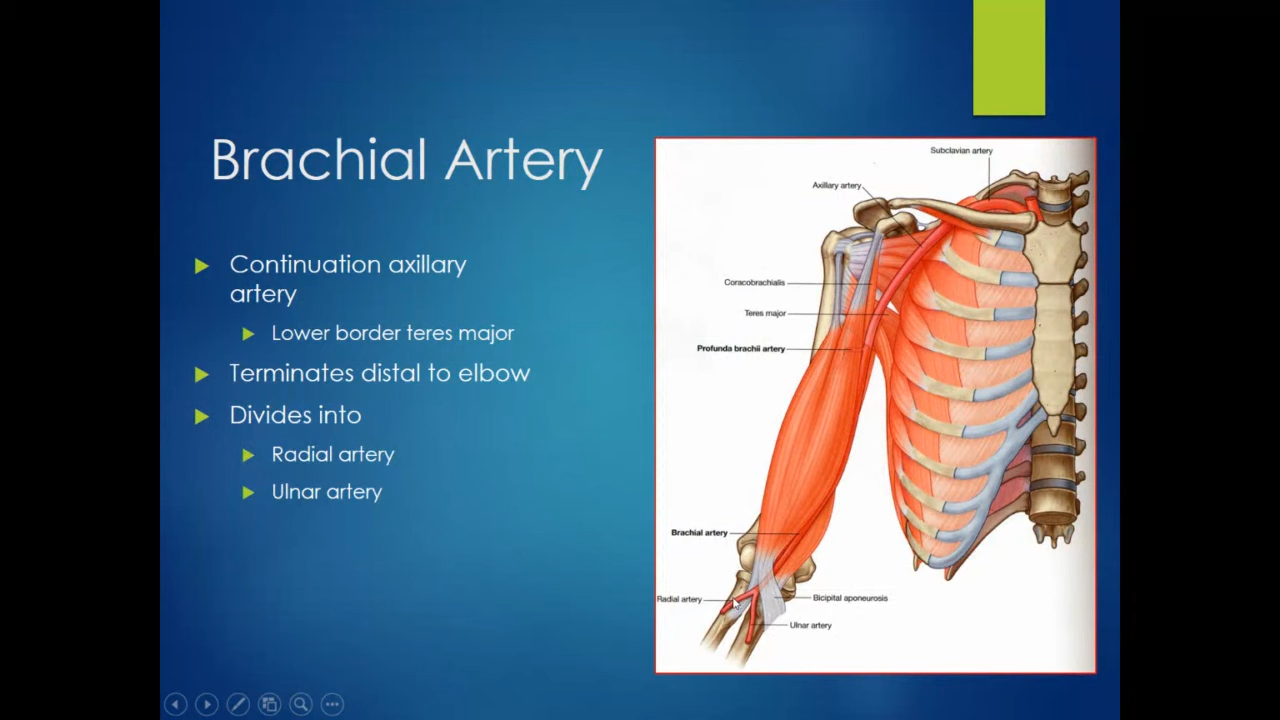 Brachial Artery
Continuation axillary
artery
Lower border teres major
Terminates distal to elbow
Divides into
Radial artery
Ulnar artery
Subclavian artery
Axillary artery
Coracobrachialis
Teres major
Profunda brachii artery
Brachial artery
Radial artery
Bicipital aponeurosis
Ulnar artery